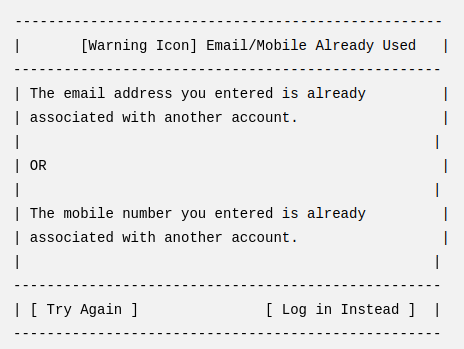 ---------------------------------------------------
|       [Warning Icon] Email/Mobile Already Used   |
---------------------------------------------------
| The email address you entered is already         |
| associated with another account.                 |
|                                                 |
| OR                                               |
|                                                 |
| The mobile number you entered is already         |
| associated with another account.                 |
|                                                 |
---------------------------------------------------
| [ Try Again ]               [ Log in Instead ]  |
---------------------------------------------------